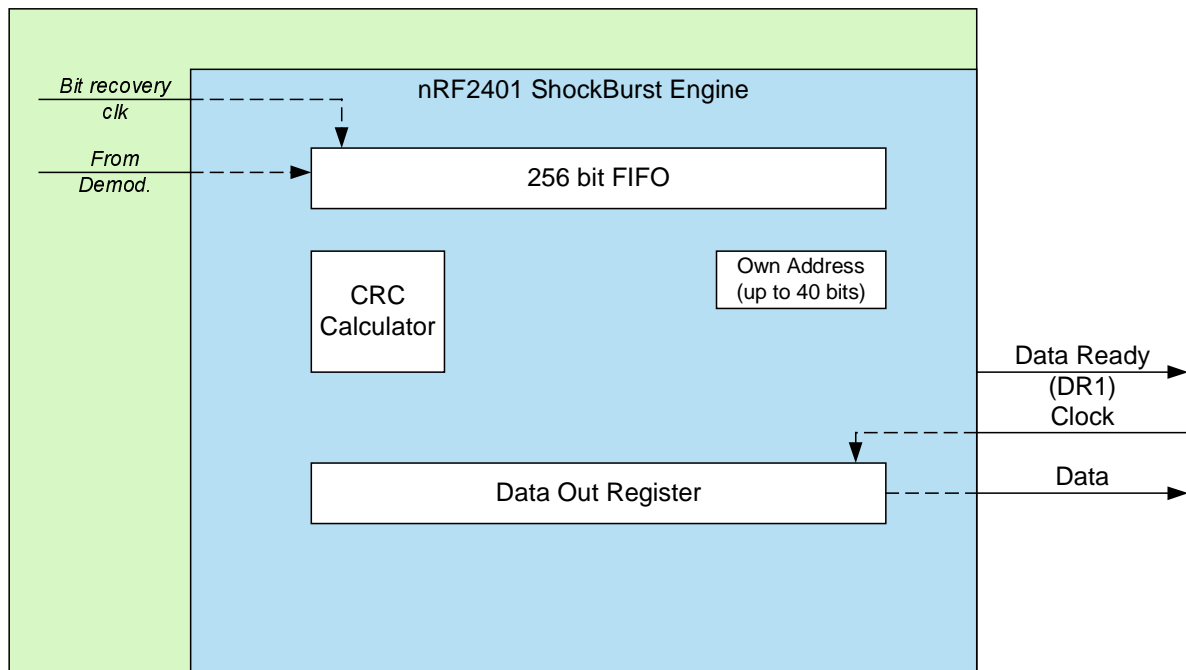 nRF2401 ShockBurst Engine
Bit recovery
clk
From
Demod.
256 bit FIFO
CRC
Calculator
Own Address
(up to 40 bits)
Data Ready
(DR1)
Clock
Data Out Register
Data